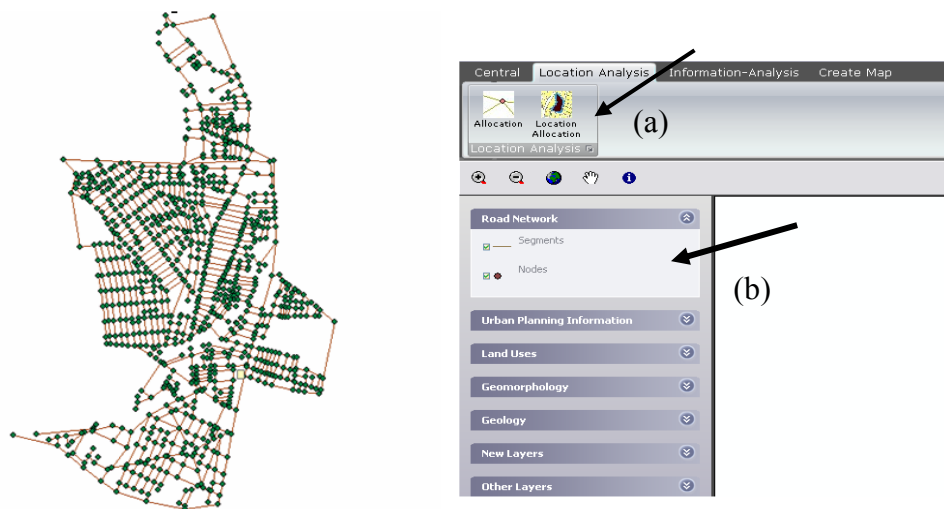 Central Location Analysis Information-Analysis Create Map
Allocation Location
Allocation
Location Analysis
(a)
Road Network
Segments
Nodes
(b)
Urban Planning Information
Land Uses
Geomorphology
Geology
New Layers
Other Layers